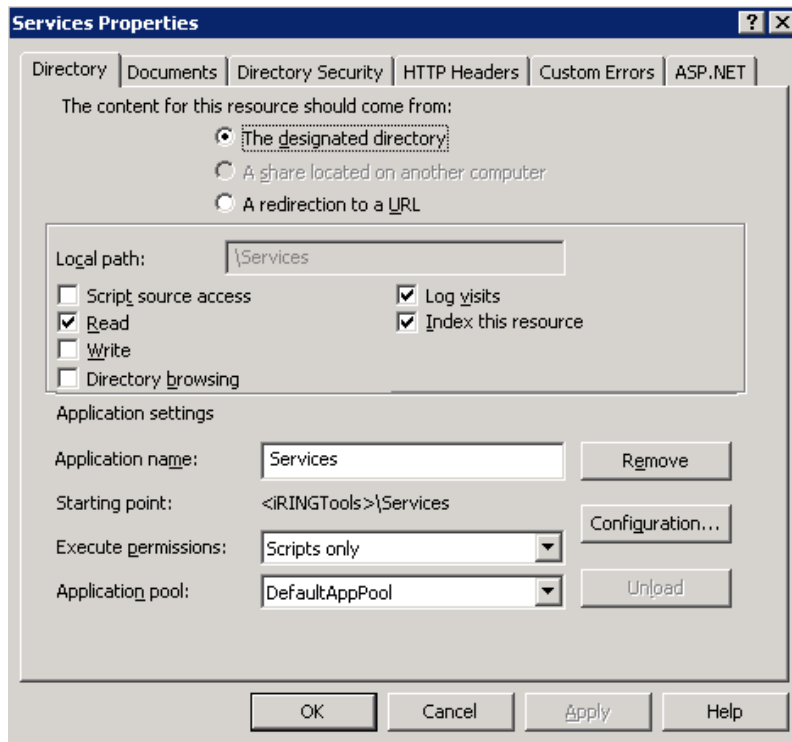 Services Properties
Directory Documents Directory Security HTTP Headers Custom Errors ASP.NET
The content for this resource should come from:
The designated directory
A share located on another computer
A redirection to a URL
Local path: \Services
Script source access Log visits
Read Index this resource
Write
Directory browsing
Application settings
Application name: Services Remove
Starting point: <iRINGTools>\Services
Configuration...
Execute permissions: Scripts only
Application pool: DefaultAppPool Unload
OK Cancel Apply Help